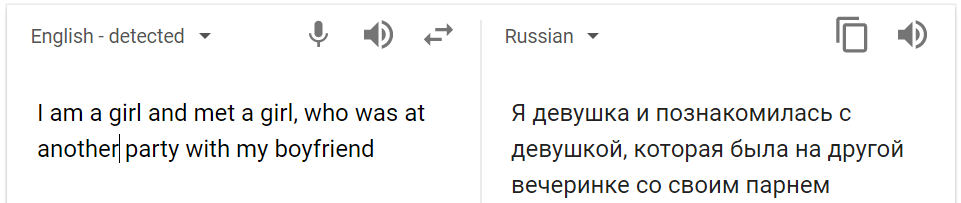 English - detected
Russian
I am a girl and met a girl, who was at
another party with my boyfriend
Я девушка и познакомилась с
девушкой, которая была на другой
вечеринке со своим парнем